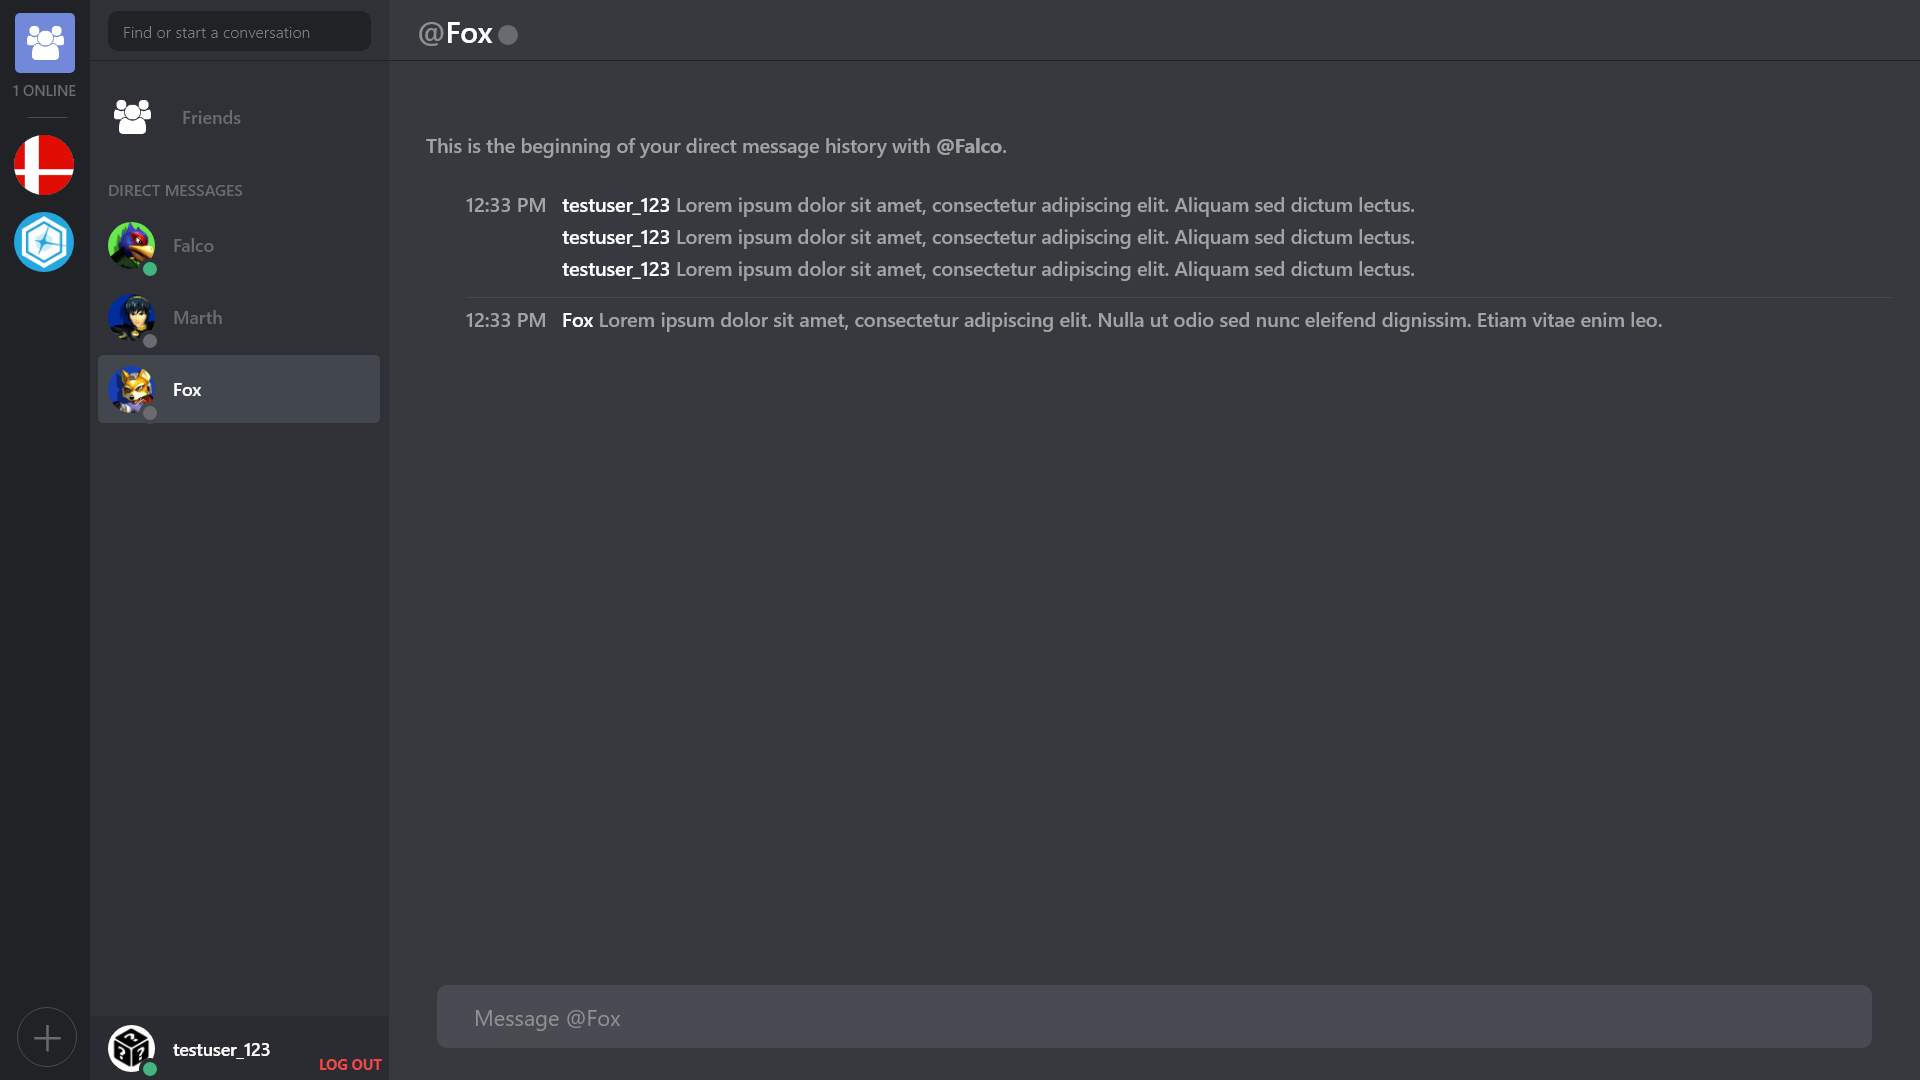 Find or start a conversation
@Fox
1 ONLINE
Friends
DIRECT MESSAGES
Falco
Marth
Fox
This is the beginning of your direct message history with @Falco.
12:33 PM testuser_123 Lorem ipsum dolor sit amet, consectetur adipiscing elit. Aliquam sed dictum lectus.
testuser_123 Lorem ipsum dolor sit amet, consectetur adipiscing elit. Aliquam sed dictum lectus.
testuser_123 Lorem ipsum dolor sit amet, consectetur adipiscing elit. Aliquam sed dictum lectus.
12:33 PM Fox Lorem ipsum dolor sit amet, consectetur adipiscing elit. Nulla ut odio sed nunc eleifend dignissim. Etiam vitae enim leo.
Message @Fox
testuser_123
LOG OUT